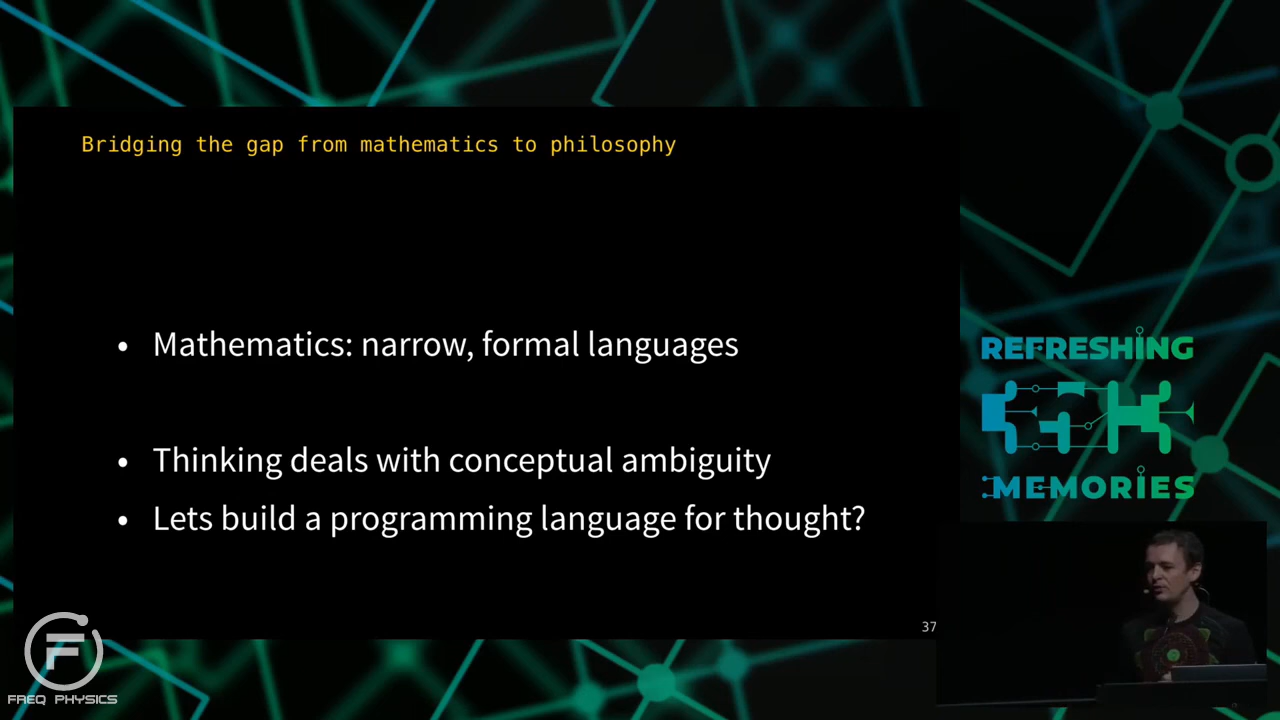 Bridging the gap from mathematics to philosophy
• Mathematics: narrow, formal languages
• Thinking deals with conceptual ambiguity
• Lets build a programming language for thought?
37
REFRESHING
MEMORIES
FREQ PHYSICS